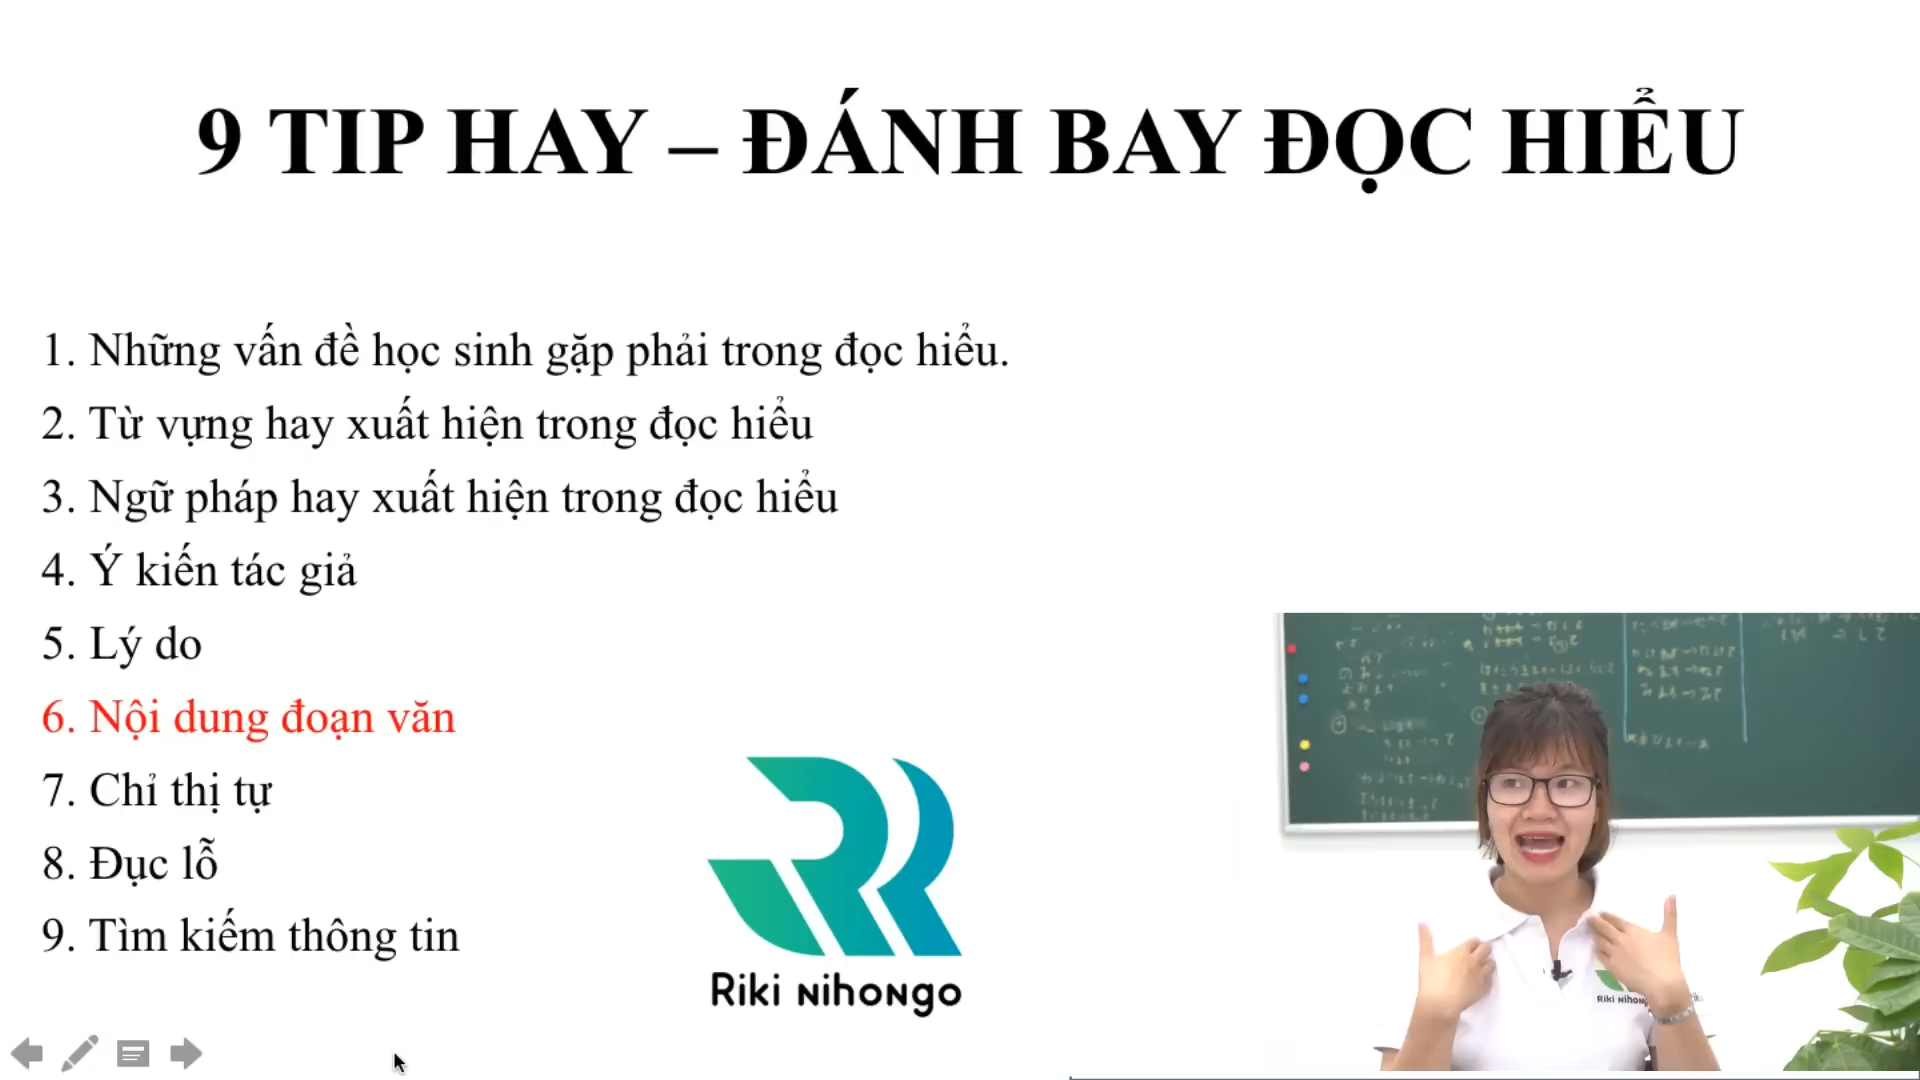 9 TIP HAY – ĐÁNH BAY ĐỌC HIỂU
1. Những vấn đề học sinh gặp phải trong đọc hiểu.
2. Từ vựng hay xuất hiện trong đọc hiểu
3. Ngữ pháp hay xuất hiện trong đọc hiểu
4. Ý kiến tác giả
5. Lý do
6. Nội dung đoạn văn
7. Chỉ thị tự
8. Đục lỗ
9. Tìm kiếm thông tin
Riki Nihongo